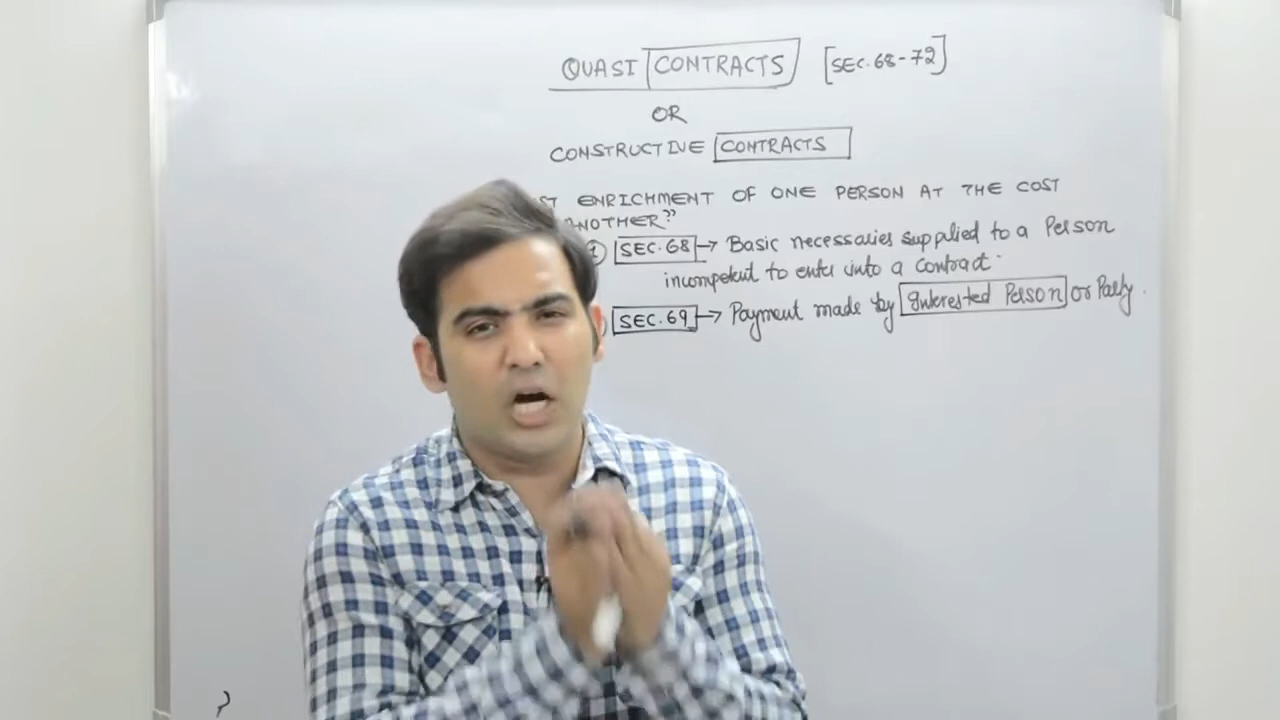 QUASI CONTRACTS [SEC. 68-72]
OR
CONSTRUCTIVE CONTRACTS
ST ENRICHMENT OF ONE PERSON AT THE COST
NOTHER"
SEC. 68 → Basic necessaries supplied to a Person
incompetent to enter into a Contract.
SEC. 69 → Payment made by Interested Person or Party.